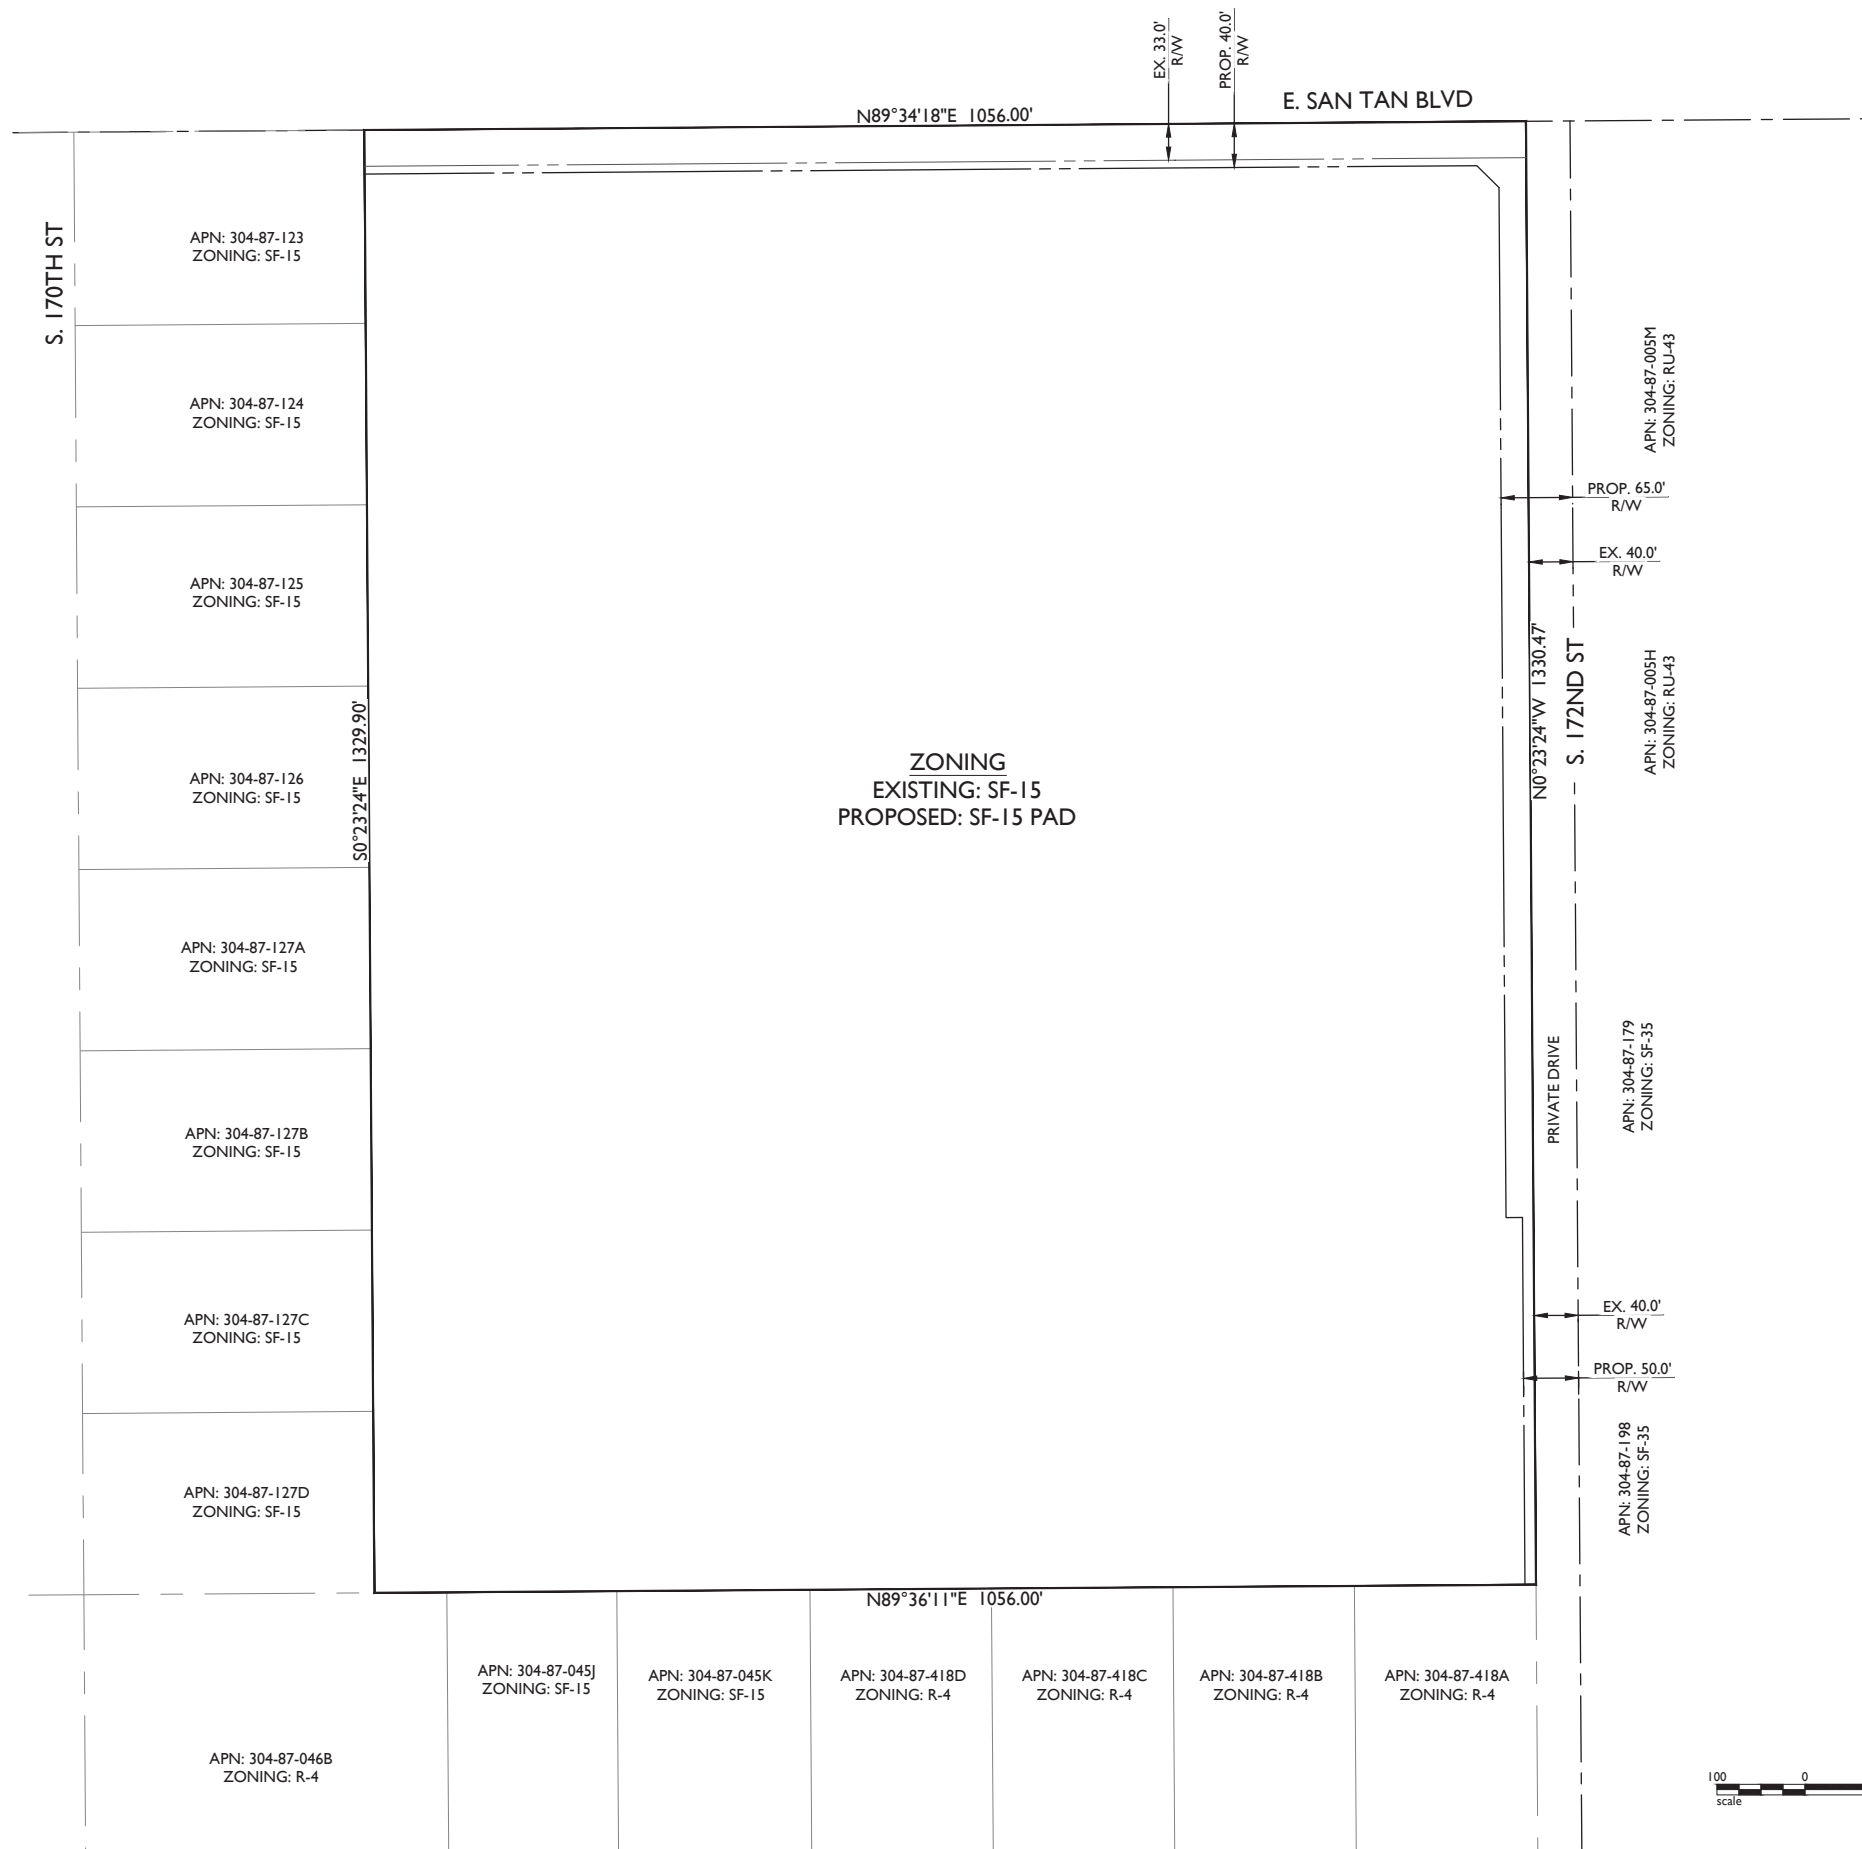 EX. 33.0'
R/W
PROP. 40.0'
R/W
E. SAN TAN BLVD
N89°34'18"E 1056.00'
S. 170TH ST
APN: 304-87-123
ZONING: SF-15
APN: 304-87-124
ZONING: SF-15
APN: 304-87-125
ZONING: SF-15
APN: 304-87-126
ZONING: SF-15
APN: 304-87-127A
ZONING: SF-15
APN: 304-87-127B
ZONING: SF-15
APN: 304-87-127C
ZONING: SF-15
APN: 304-87-127D
ZONING: SF-15
S0°23'24"E 1329.90'
ZONING
EXISTING: SF-15
PROPOSED: SF-15 PAD
N0°23'24"W 1330.47'
S. 172ND ST
PRIVATE DRIVE
APN: 304-87-005M
ZONING: RU-43
PROP. 65.0'
R/W
EX. 40.0'
R/W
APN: 304-87-005H
ZONING: RU-43
APN: 304-87-179
ZONING: SF-35
EX. 40.0'
R/W
PROP. 50.0'
R/W
APN: 304-87-198
ZONING: SF-35
N89°36'11"E 1056.00'
APN: 304-87-045J
ZONING: SF-15
APN: 304-87-045K
ZONING: SF-15
APN: 304-87-418D
ZONING: R-4
APN: 304-87-418C
ZONING: R-4
APN: 304-87-418B
ZONING: R-4
APN: 304-87-418A
ZONING: R-4
APN: 304-87-046B
ZONING: R-4
100 0
scale